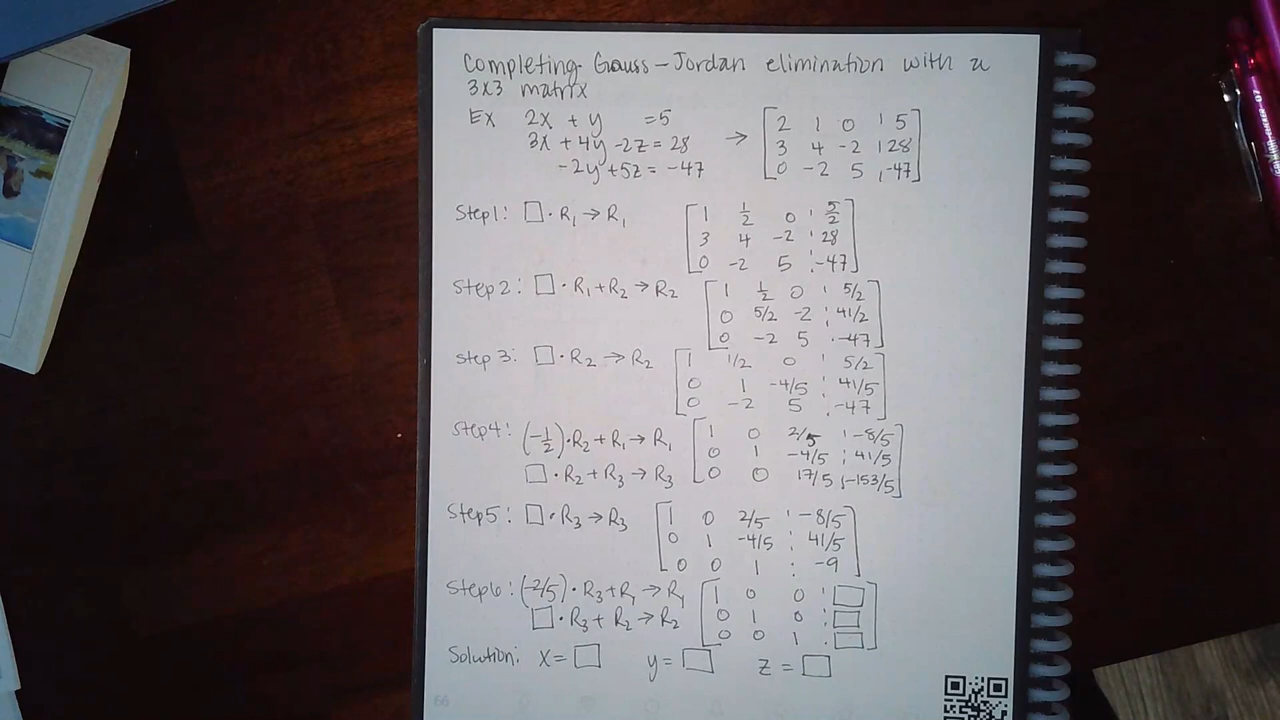 Completing Gauss-Jordan elimination with a
3x3 matrix
Ex 2x + y = 5
3x + 4y - 2z = 28
-2y + 5z = -47
→ [2 1 0 | 5
3 4 -2 | 28
0 -2 5 | -47]
Step 1: □ · R₁ → R₁
[1 1/2 0 | 5/2
3 4 -2 | 28
0 -2 5 | -47]
Step 2: □ · R₁ + R₂ → R₂
[1 1/2 0 | 5/2
0 5/2 -2 | 41/2
0 -2 5 | -47]
Step 3: □ · R₂ → R₂
[1 1/2 0 | 5/2
0 1 -4/5 | 41/5
0 -2 5 | -47]
Step 4: (-1/2) · R₂ + R₁ → R₁
□ · R₂ + R₃ → R₃
[1 0 2/5 | -8/5
0 1 -4/5 | 41/5
0 0 17/5 | -153/5]
Step 5: □ · R₃ → R₃
[1 0 2/5 | -8/5
0 1 -4/5 | 41/5
0 0 1 | -9]
Step 6: (-2/5) · R₃ + R₁ → R₁
□ · R₃ + R₂ → R₂
[1 0 0 | □
0 1 0 | □
0 0 1 | □]
Solution: x = □ y = □ z = □
66